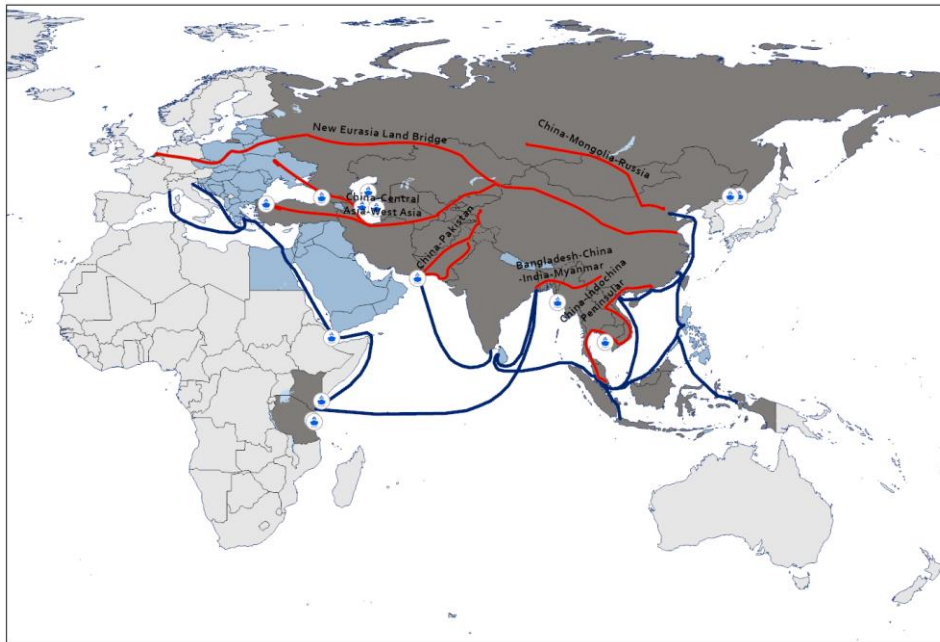 New Eurasia Land Bridge
China-Mongolia-Russia
China-Central
Asia-West Asia
China-Pakistan
Bangladesh-China
-India-Myanmar
China-Indochina
Peninsular